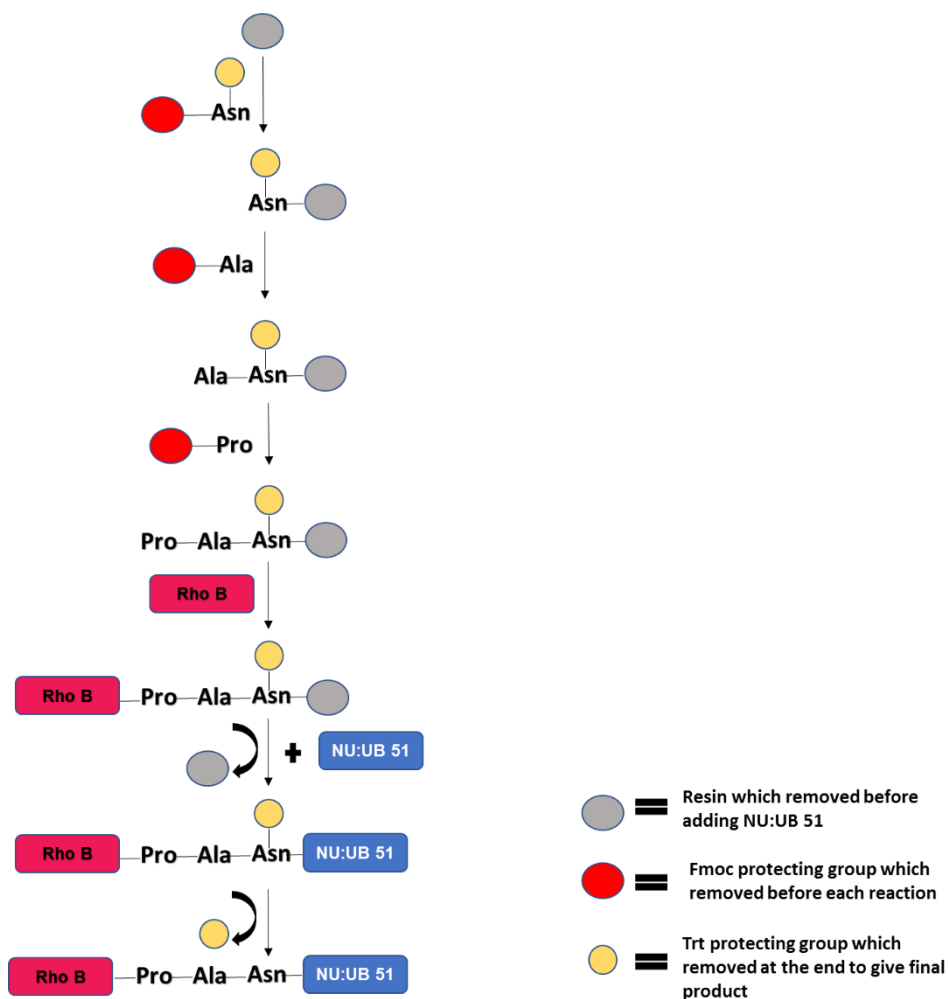 Asn
Asn
Ala
Ala Asn
Pro
Pro Ala Asn
Rho B
Rho B Pro Ala Asn
NU:UB 51
Rho B Pro Ala Asn NU:UB 51
Rho B Pro Ala Asn NU:UB 51
Resin which removed before
adding NU:UB 51
Fmoc protecting group which
removed before each reaction
Trt protecting group which
removed at the end to give final
product